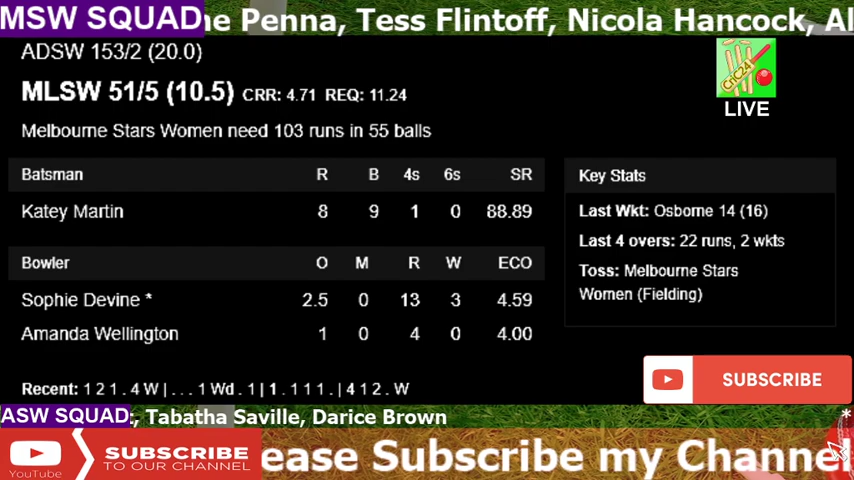 MSW SQUAD ne Penna, Tess Flintoff, Nicola Hancock, Al
ADSW 153/2 (20.0)
MLSW 51/5 (10.5) CRR: 4.71 REQ: 11.24
CriC24
LIVE
Melbourne Stars Women need 103 runs in 55 balls
Batsman R B 4s 6s SR
Katey Martin 8 9 1 0 88.89
Bowler O M R W ECO
Sophie Devine * 2.5 0 13 3 4.59
Amanda Wellington 1 0 4 0 4.00
Key Stats
Last Wkt: Osborne 14 (16)
Last 4 overs: 22 runs, 2 wkts
Toss: Melbourne Stars
Women (Fielding)
Recent: 1 2 1 . 4 W | . . . 1 Wd . 1 | 1 . 1 1 1 . | 4 1 2 . W
SUBSCRIBE
ASW SQUAD t, Tabatha Saville, Darice Brown *
YouTube
SUBSCRIBE
TO OUR CHANNEL
ease Subscribe my Channel